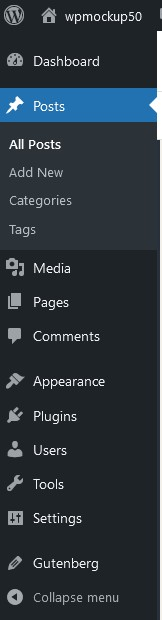 wpmockup50
Dashboard
Posts
All Posts
Add New
Categories
Tags
Media
Pages
Comments
Appearance
Plugins
Users
Tools
Settings
Gutenberg
Collapse menu